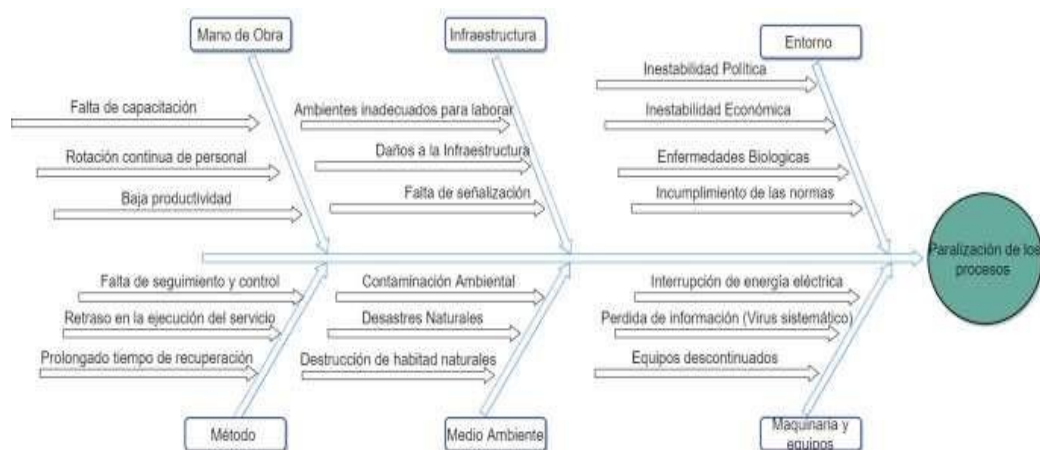 Mano de Obra
Infraestructura
Entorno
Inestabilidad Política
Falta de capacitación
Ambientes inadecuados para laborar
Inestabilidad Económica
Rotación continua de personal
Daños a la Infraestructura
Enfermedades Biologicas
Baja productividad
Falta de señalización
Incumplimiento de las normas
Paralización de los
procesos
Falta de seguimiento y control
Contaminación Ambiental
Interrupción de energía eléctrica
Retraso en la ejecución del servicio
Desastres Naturales
Perdida de información (Virus sistemático)
Prolongado tiempo de recuperación
Destrucción de habitad naturales
Equipos descontinuados
Método
Medio Ambiente
Maquinaria y
equipos